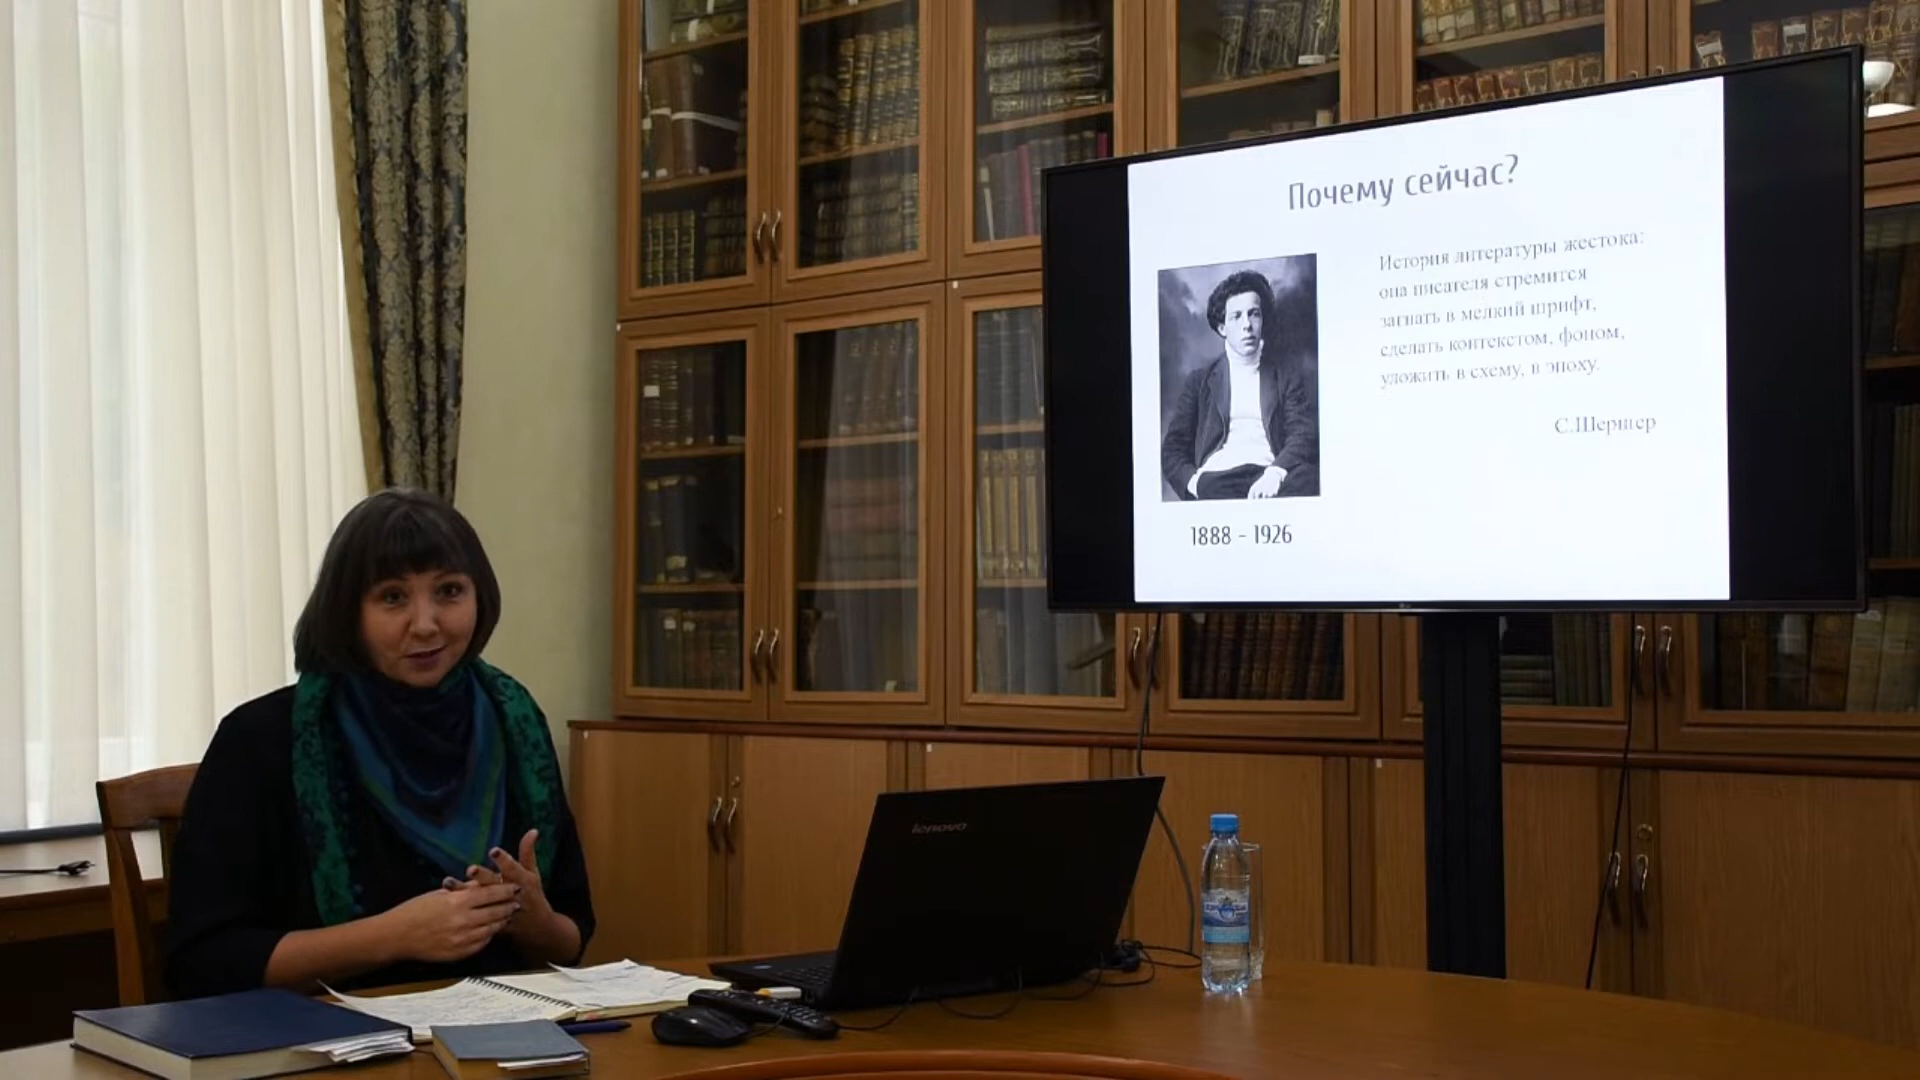 Почему сейчас?
История литературы жестока:
она писателя стремится
загнать в мелкий шрифт,
сделать контекстом, фоном,
уложить в схему, в эпоху.
С.Шершер
1888 - 1926
lenovo